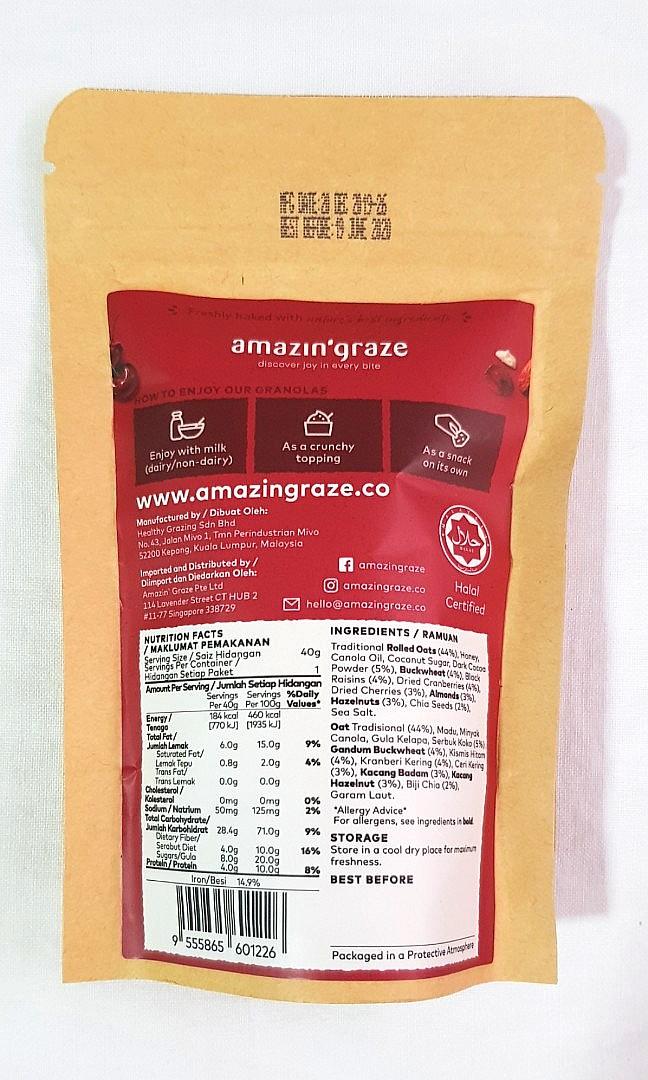 Freshly baked with nature's best ingredients
amazin'graze
discover joy in every bite
HOW TO ENJOY OUR GRANOLAS
Enjoy with milk
(dairy/non-dairy)
As a crunchy
topping
As a snack
on its own
www.amazingraze.co
Manufactured by / Dibuat Oleh:
Healthy Grazing Sdn Bhd
No. 43, Jalan Mivo 1, Tmn Perindustrian Mivo
52200 Kepong, Kuala Lumpur, Malaysia
Imported and Distributed by /
Diimport dan Diedarkan Oleh:
Amazin' Graze Pte Ltd
114 Lavender Street CT HUB 2
#11-77 Singapore 338729
amazingraze
amazingraze.co
hello@amazingraze.co
حلال
HALAL
Halal
Certified
NUTRITION FACTS
/ MAKLUMAT PEMAKANAN
Serving Size / Saiz Hidangan 40g
Servings Per Container /
Hidangan Setiap Paket 1
Amount Per Serving / Jumlah Setiap Hidangan
Servings Servings %Daily
Per 40g Per 100g Values*
Energy / 184 kcal 460 kcal
Tenaga [770 kJ] [1935 kJ]
Total Fat/
Jumlah Lemak 6.0g 15.0g 9%
Saturated Fat/
Lemak Tepu 0.8g 2.0g 4%
Trans Fat/
Trans Lemak 0.0g 0.0g
Cholesterol /
Kolesterol 0mg 0mg 0%
Sodium / Natrium 50mg 125mg 2%
Total Carbohydrate/
Jumlah Karbohidrat 28.4g 71.0g 9%
Dietary Fiber/
Serabut Diet 4.0g 10.0g 16%
Sugars/Gula 8.0g 20.0g
Protein / Protein 4.0g 10.0g 8%
Iron/Besi 14.9%
9 555865 601226
INGREDIENTS / RAMUAN
Traditional Rolled Oats (44%), Honey,
Canola Oil, Coconut Sugar, Dark Cocoa
Powder (5%), Buckwheat (4%), Black
Raisins (4%), Dried Cranberries (4%),
Dried Cherries (3%), Almonds (3%),
Hazelnuts (3%), Chia Seeds (2%),
Sea Salt.
Oat Tradisional (44%), Madu, Minyak
Canola, Gula Kelapa, Serbuk Koko (5%)
Gandum Buckwheat (4%), Kismis Hitam
(4%), Kranberi Kering (4%), Ceri Kering
(3%), Kacang Badam (3%), Kacang
Hazelnut (3%), Biji Chia (2%),
Garam Laut.
*Allergy Advice*
For allergens, see ingredients in bold.
STORAGE
Store in a cool dry place for maximum
freshness.
BEST BEFORE
Packaged in a Protective Atmosphere